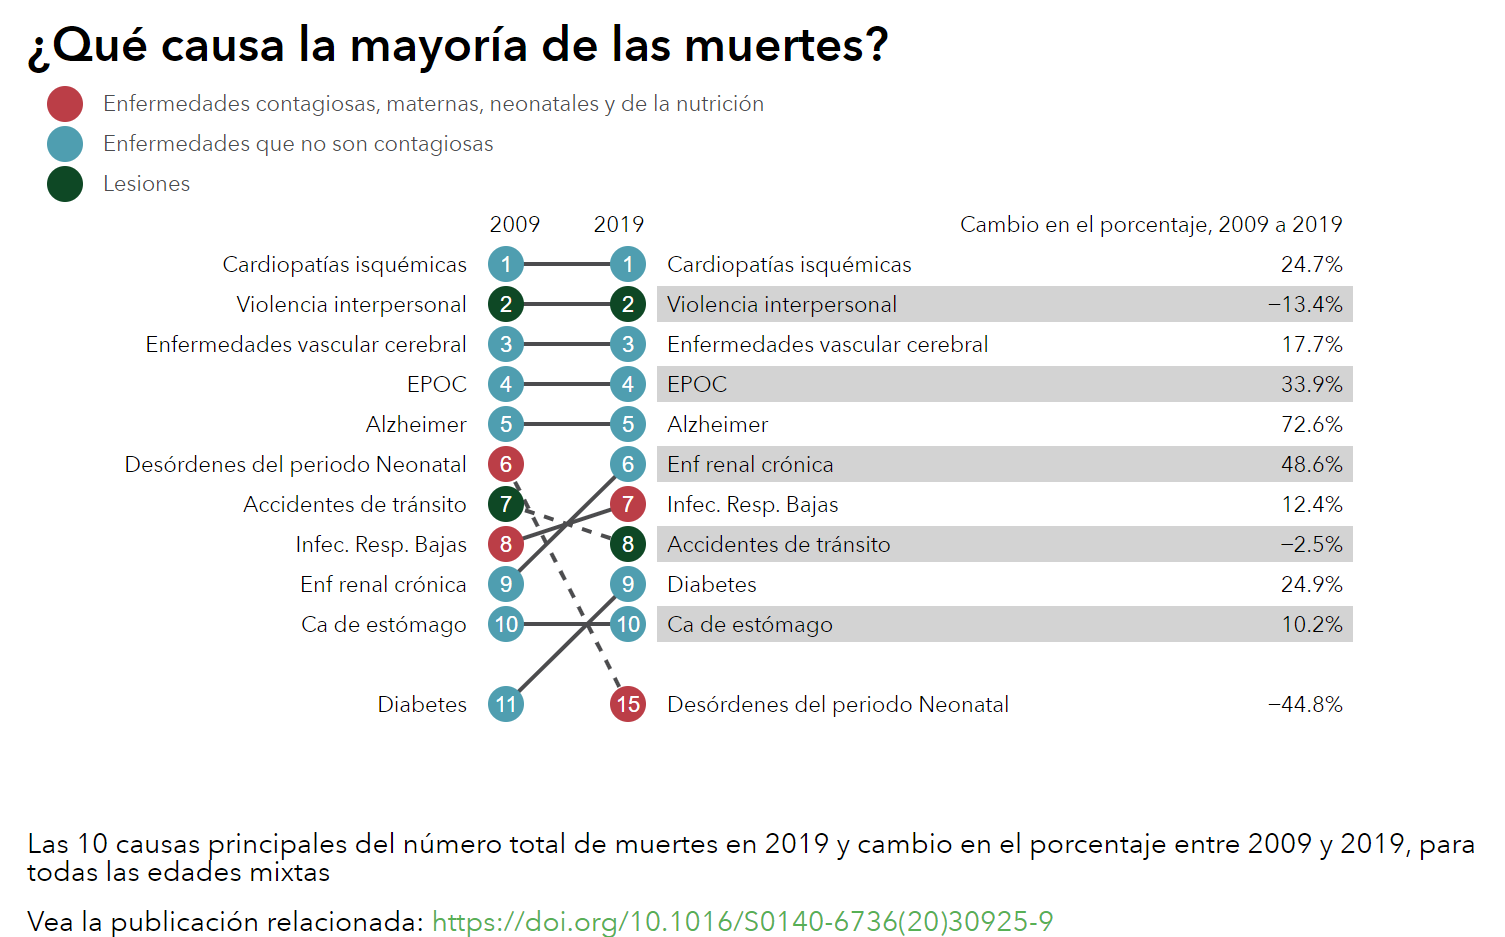 ¿Qué causa la mayoría de las muertes?
Enfermedades contagiosas, maternas, neonatales y de la nutrición
Enfermedades que no son contagiosas
Lesiones
2009 2019 Cambio en el porcentaje, 2009 a 2019
Cardiopatías isquémicas 1 1 Cardiopatías isquémicas 24.7%
Violencia interpersonal 2 2 Violencia interpersonal −13.4%
Enfermedades vascular cerebral 3 3 Enfermedades vascular cerebral 17.7%
EPOC 4 4 EPOC 33.9%
Alzheimer 5 5 Alzheimer 72.6%
Desórdenes del periodo Neonatal 6 6 Enf renal crónica 48.6%
Accidentes de tránsito 7 7 Infec. Resp. Bajas 12.4%
Infec. Resp. Bajas 8 8 Accidentes de tránsito −2.5%
Enf renal crónica 9 9 Diabetes 24.9%
Ca de estómago 10 10 Ca de estómago 10.2%
Diabetes 11 15 Desórdenes del periodo Neonatal −44.8%
Las 10 causas principales del número total de muertes en 2019 y cambio en el porcentaje entre 2009 y 2019, para
todas las edades mixtas
Vea la publicación relacionada: https://doi.org/10.1016/S0140-6736(20)30925-9